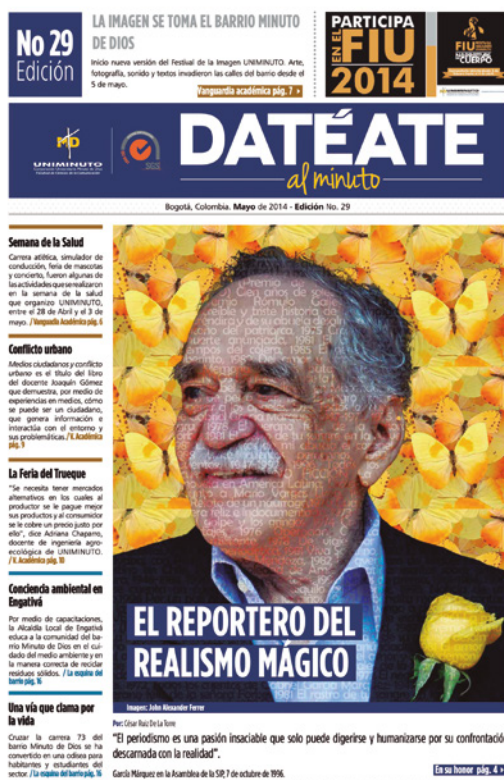 No 29
Edición
LA IMAGEN SE TOMA EL BARRIO MINUTO
DE DIOS
Inicio nueva versión del Festival de la Imagen UNIMINUTO. Arte,
fotografía, sonido y textos invadieron las calles del barrio desde el
5 de mayo.
Vanguardia académica pág. 7
PARTICIPA
EN EL
FIU
2014
FIU
CUERPO
UNIMINUTO
DATÉATE
al minuto
Bogotá, Colombia. Mayo de 2014 - Edición No. 29
Semana de la Salud
Carrera atlética, simulador de
conducción, feria de mascotas
y concierto, fueron algunas de
las actividades que se realizaron
en la semana de la salud
que organizo UNIMINUTO,
entre el 28 de Abril y el 3 de
mayo. / Vanguardia Académica pág. 6
Conflicto urbano
Medios ciudadanos y conflicto
urbano es el título del libro
del docente Joaquín Gómez
que demuestra, por medio de
experiencias en medios, cómo
se puede ser un ciudadano,
que genera información e
interactúa con el entorno y
sus problemáticas. / V. Académica
pág. 9
La Feria del Trueque
"Se necesita tener mercados
alternativos en los cuales al
productor se le pague mejor
sus productos y al consumidor
se le cobre un precio justo por
ello", dice Adriana Chaparro,
docente de ingeniería agro-
ecológica de UNIMINUTO.
/ V. Académica pág. 10
Conciencia ambiental en
Engativá
Por medio de capacitaciones,
la Alcaldía Local de Engativá
educa a la comunidad del ba-
rrio Minuto de Dios en el cui-
dado del medio ambiente y en
la manera correcta de reciclar
residuos sólidos. / La esquina del
barrio pág. 16
Una vía que clama por
la vida
Cruzar la carrera 73 del
barrio Minuto de Dios se ha
convertido en una odisea para
habitantes y estudiantes del
sector. / La esquina del barrio pág. 16
EL REPORTERO DEL
REALISMO MÁGICO
Imagen: John Alexander Ferrer
Por: César Ruiz De La Torre
"El periodismo es una pasión insaciable que solo puede digerirse y humanizarse por su confrontació
descarnada con la realidad".
García Márquez en la Asamblea de la SIP, 7 de octubre de 1996.
En su honor pág. 4